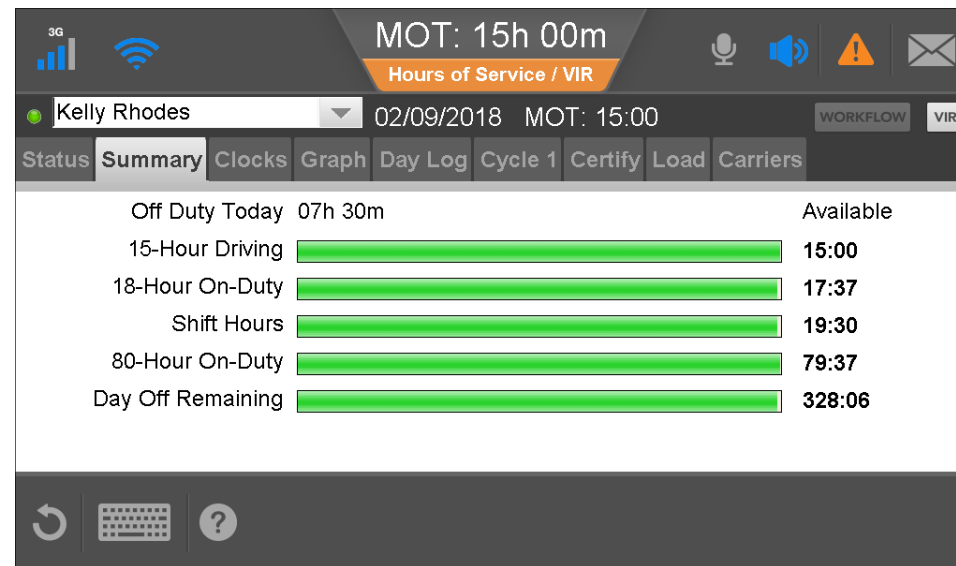 3G
MOT: 15h 00m
Hours of Service / VIR
Kelly Rhodes 02/09/2018 MOT: 15:00 WORKFLOW VIR
Status Summary Clocks Graph Day Log Cycle 1 Certify Load Carriers
Off Duty Today 07h 30m Available
15-Hour Driving 15:00
18-Hour On-Duty 17:37
Shift Hours 19:30
80-Hour On-Duty 79:37
Day Off Remaining 328:06
?